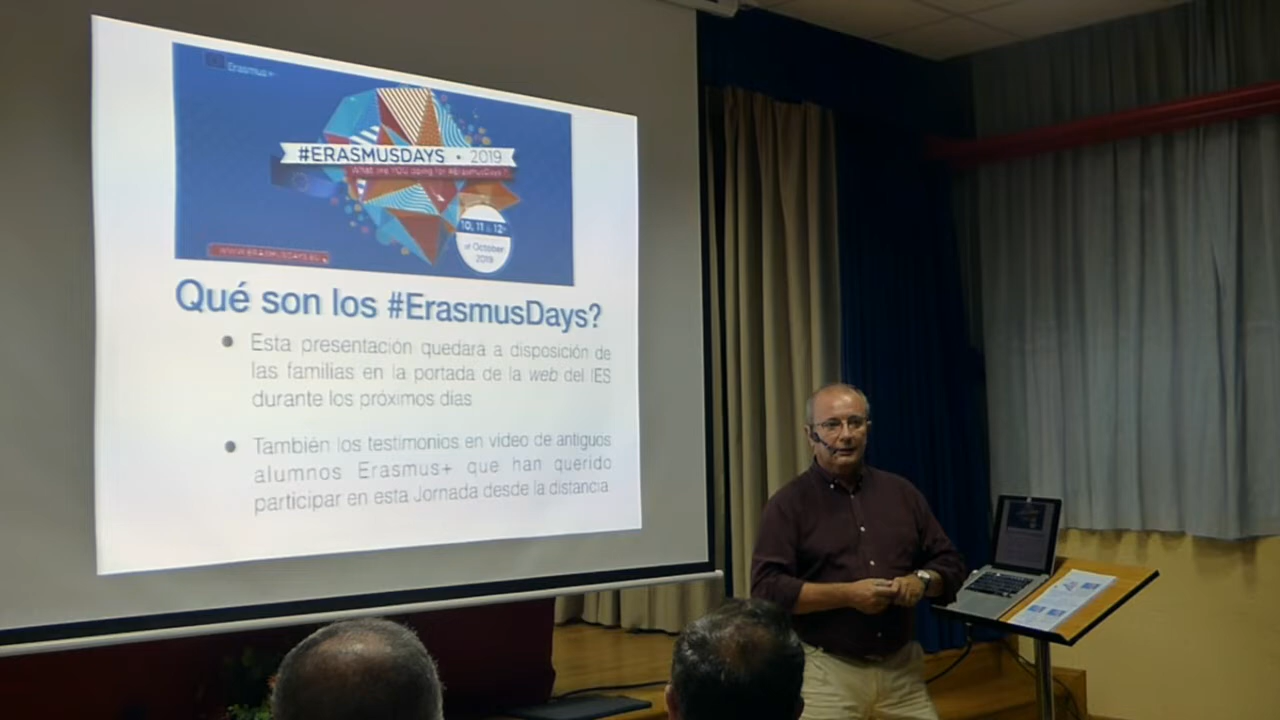 Erasmus+
#ERASMUSDAYS • 2019
What are YOU doing for #ErasmusDays?
10, 11 & 12
of October
2019
WWW.ERASMUSDAYS.EU
Qué son los #ErasmusDays?
• Esta presentación quedara a disposición de
las familias en la portada de la web del IES
durante los próximos días
• También los testimonios en vídeo de antiguos
alumnos Erasmus+ que han querido
participar en esta Jornada desde la distancia